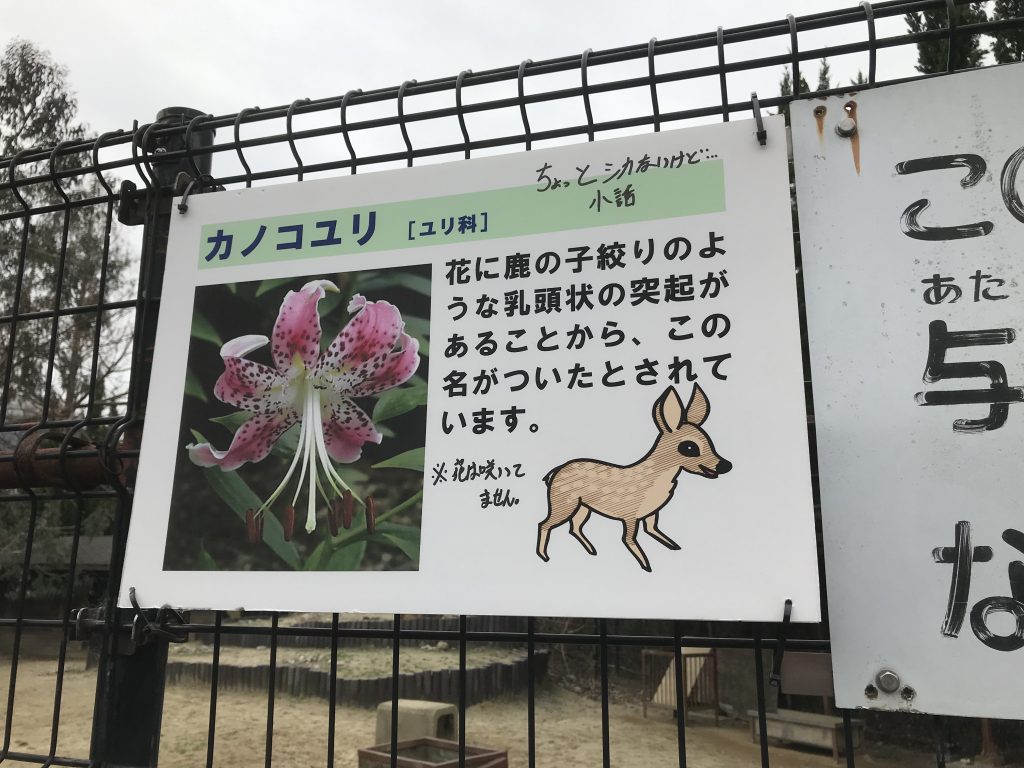 ちょっと シカないけど…
小話
カノコユリ [ユリ科]
花に鹿の子絞りのよ
うな乳頭状の突起が
あることから、この
名がついたとされて
います。
※花は咲いて
ません。
こ
あた
与
な